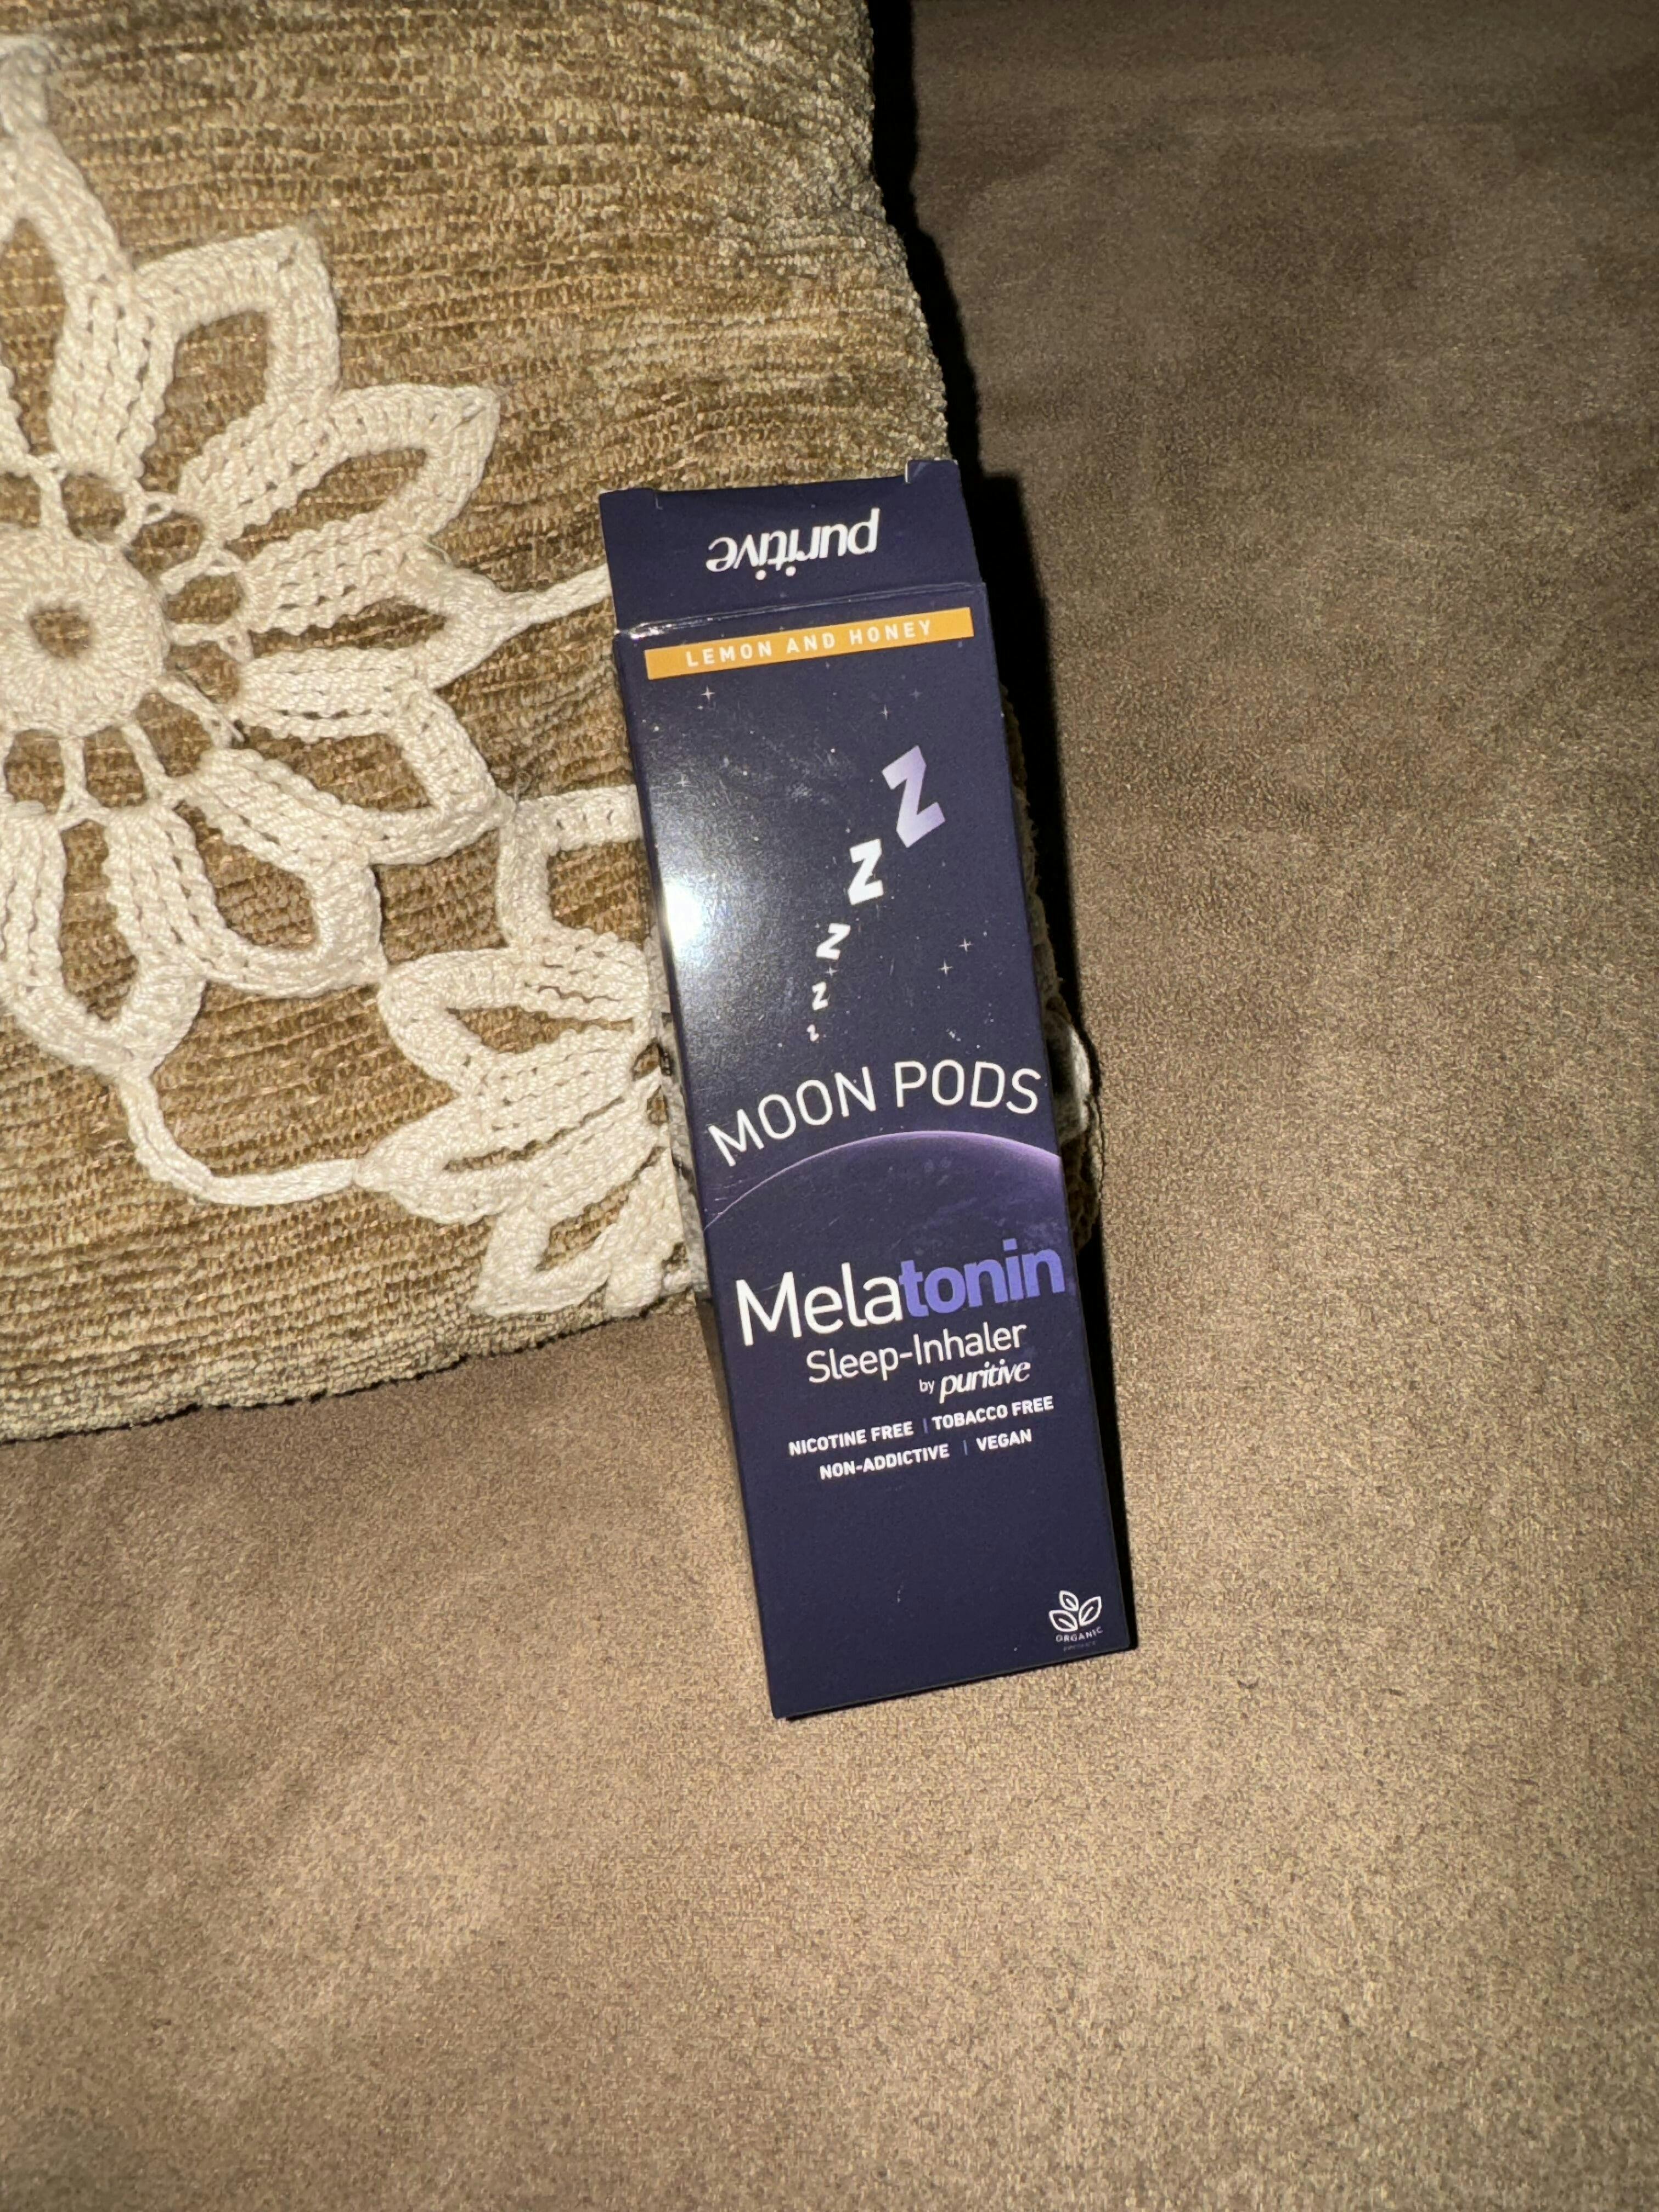 puritive
LEMON AND HONEY
Z
Z
Z
Z
Z
MOON PODS
Melatonin
Sleep-Inhaler
by puritive
NICOTINE FREE | TOBACCO FREE
NON-ADDICTIVE | VEGAN
ORGANIC